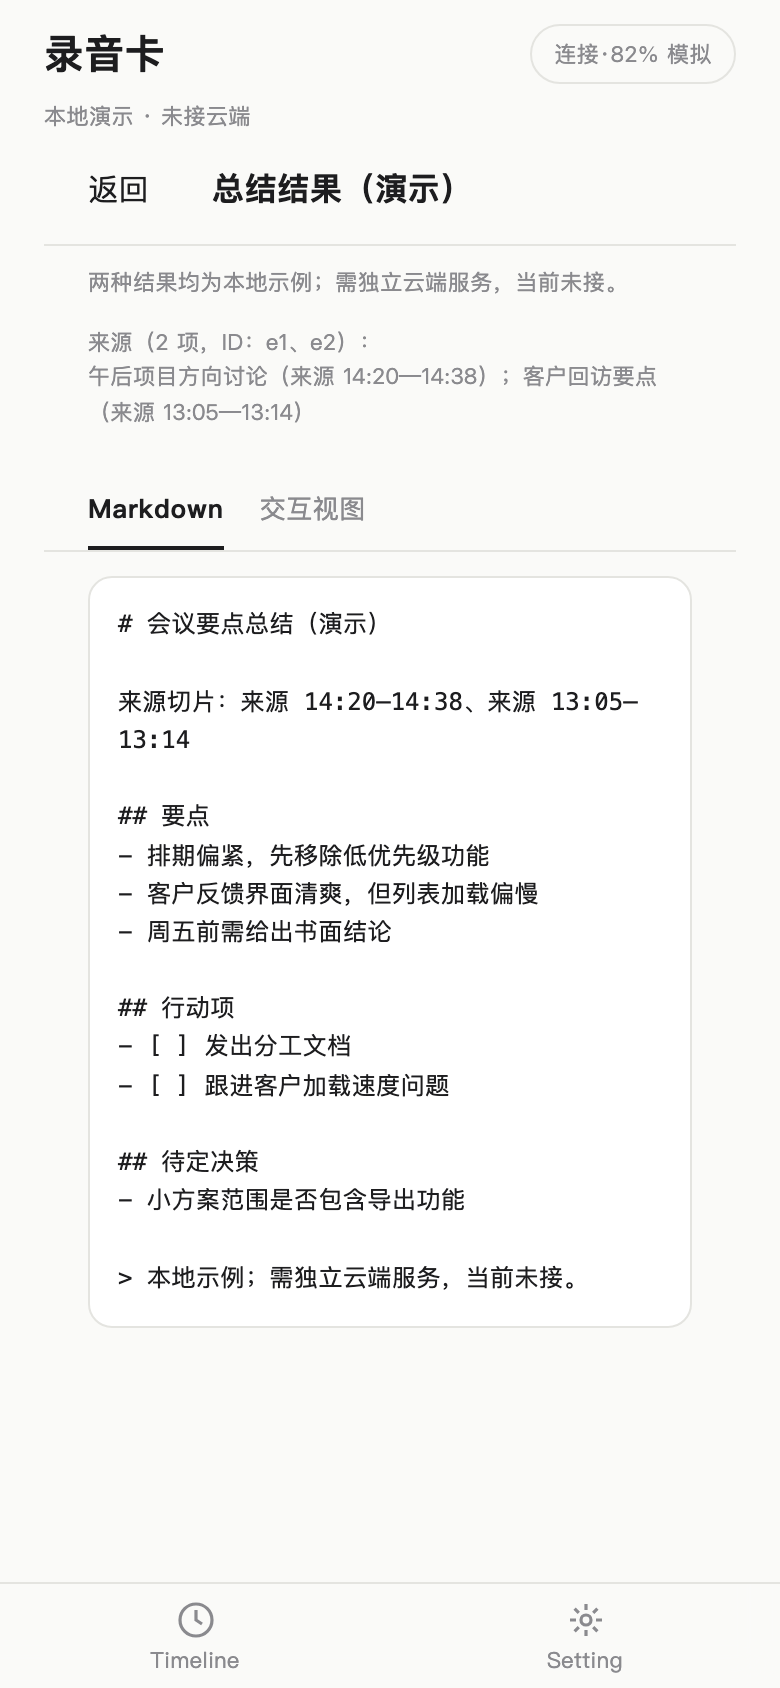 录音卡
连接·82% 模拟
本地演示 · 未接云端
返回
总结结果（演示）
两种结果均为本地示例；需独立云端服务，当前未接。
来源（2 项，ID：e1、e2）：
午后项目方向讨论（来源 14:20—14:38）；客户回访要点
（来源 13:05—13:14）
Markdown
交互视图
# 会议要点总结（演示）
来源切片：来源 14:20–14:38、来源 13:05–
13:14
## 要点
- 排期偏紧，先移除低优先级功能
- 客户反馈界面清爽，但列表加载偏慢
- 周五前需给出书面结论
## 行动项
- [ ] 发出分工文档
- [ ] 跟进客户加载速度问题
## 待定决策
- 小方案范围是否包含导出功能
> 本地示例；需独立云端服务，当前未接。
Timeline
Setting